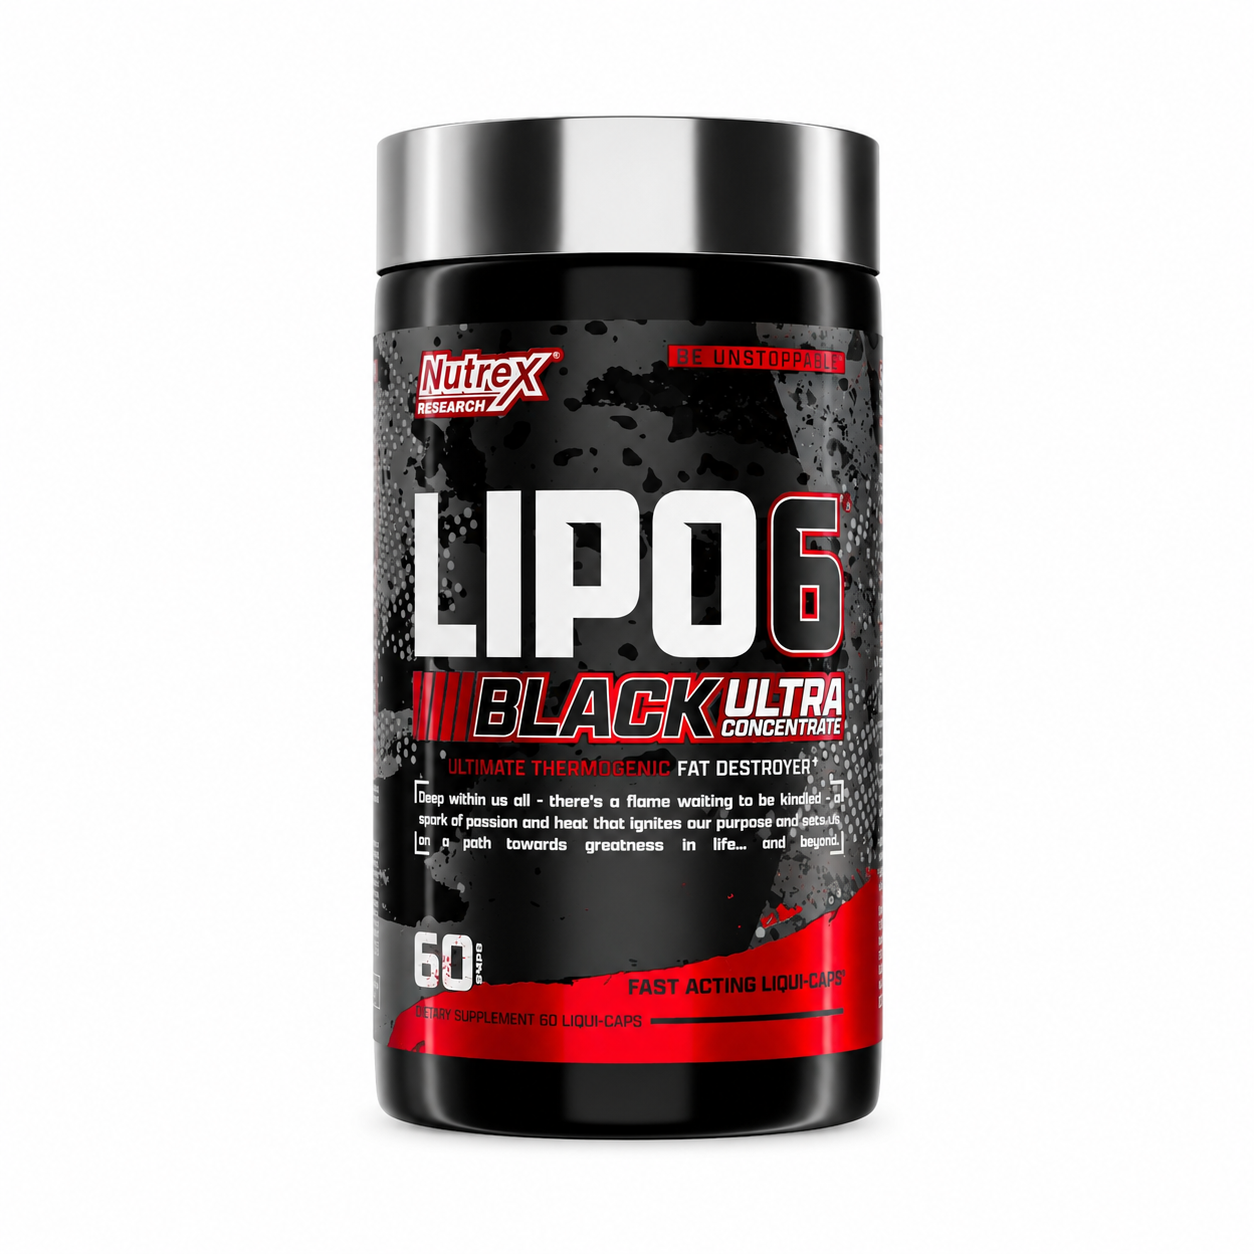 Nutrex®
RESEARCH
BE UNSTOPPABLE
LIPO6®
BLACK ULTRA
CONCENTRATE
ULTIMATE THERMOGENIC FAT DESTROYER†
Deep within us all - there's a flame waiting to be kindled - a
spark of passion and heat that ignites our purpose and sets us
on a path towards greatness in life... and beyond.
60
FAST ACTING LIQUI-CAPS®
DIETARY SUPPLEMENT 60 LIQUI-CAPS